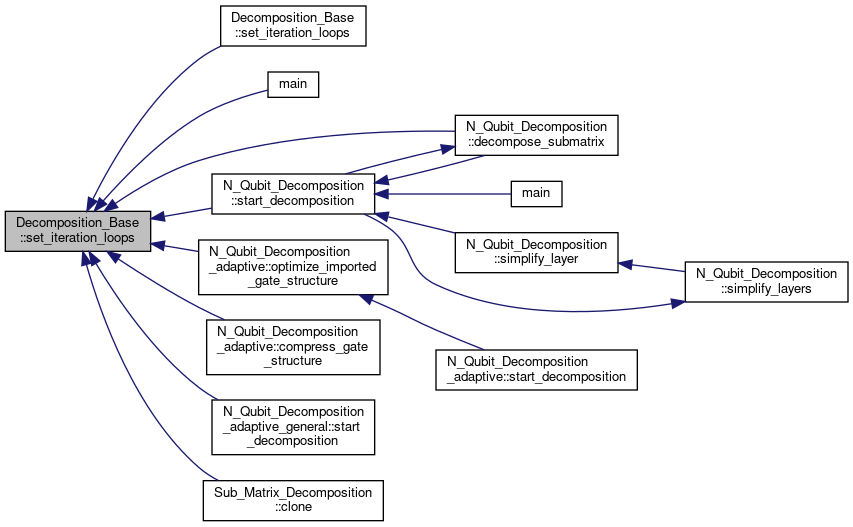 Decomposition_Base
::set_iteration_loops
main
N_Qubit_Decomposition
::decompose_submatrix
N_Qubit_Decomposition
::start_decomposition
main
Decomposition_Base
::set_iteration_loops
N_Qubit_Decomposition
::simplify_layer
N_Qubit_Decomposition
_adaptive::optimize_imported
_gate_structure
N_Qubit_Decomposition
::simplify_layers
N_Qubit_Decomposition
_adaptive::compress_gate
_structure
N_Qubit_Decomposition
_adaptive::start_decomposition
N_Qubit_Decomposition
_adaptive_general::start
_decomposition
Sub_Matrix_Decomposition
::clone